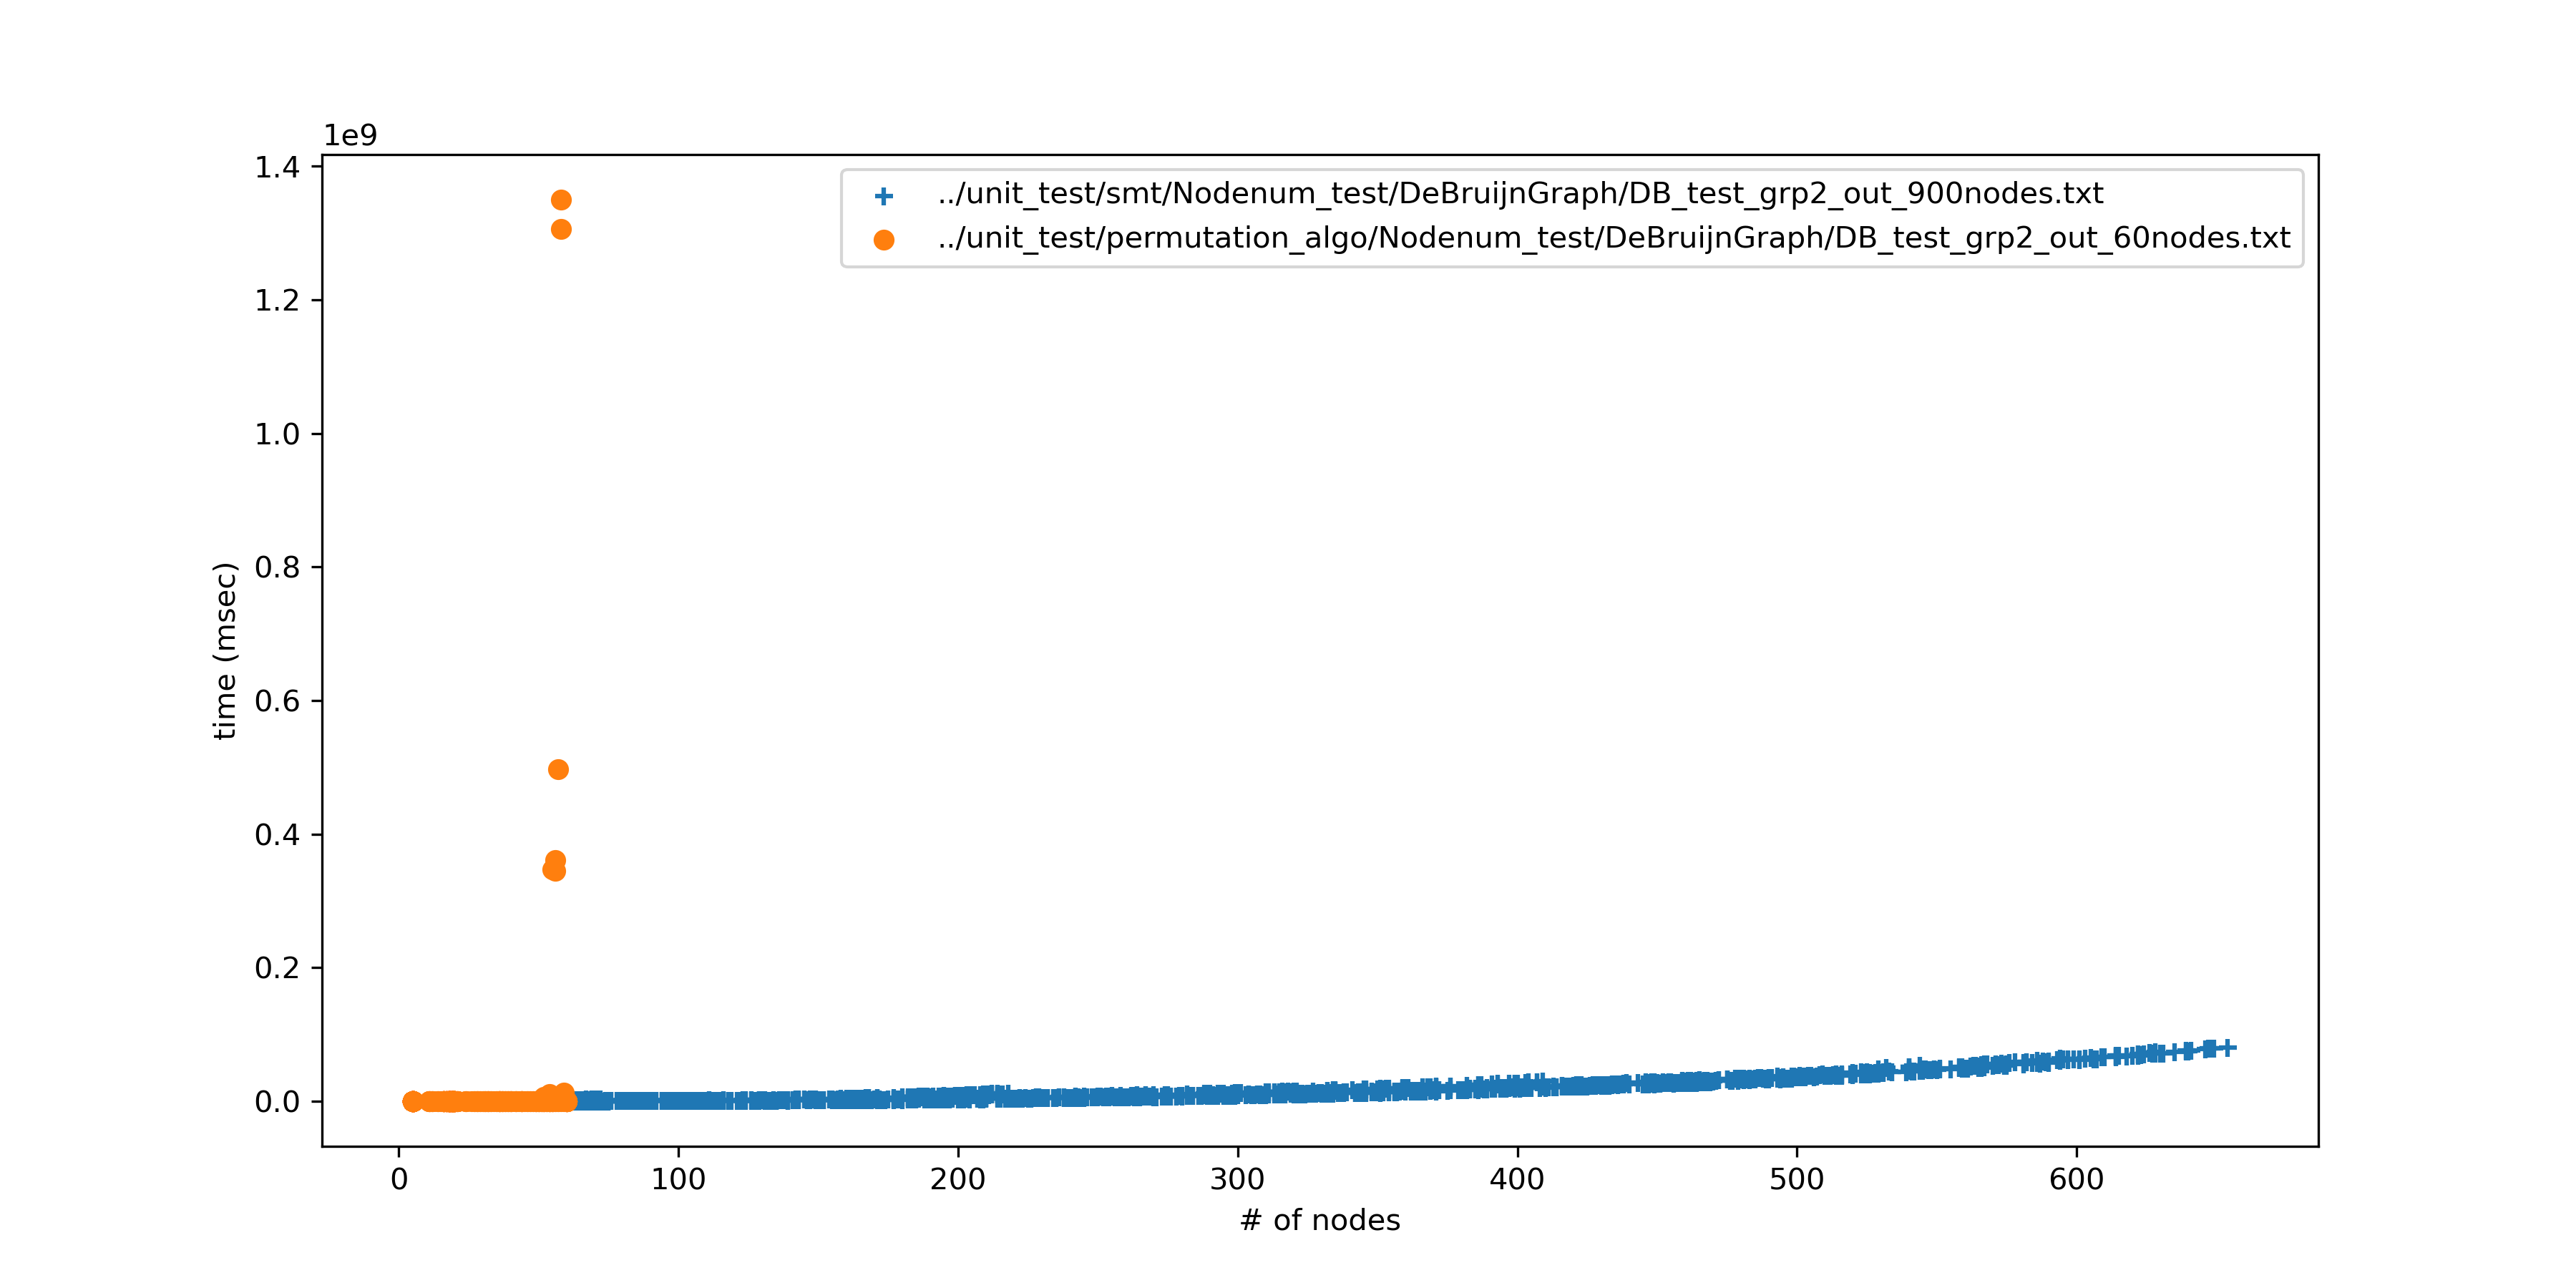 1e9
1.4
1.2
1.0
0.8
0.6
0.4
0.2
0.0
time (msec)
../unit_test/smt/Nodenum_test/DeBruijnGraph/DB_test_grp2_out_900nodes.txt
../unit_test/permutation_algo/Nodenum_test/DeBruijnGraph/DB_test_grp2_out_60nodes.txt
0 100 200 300 400 500 600
# of nodes